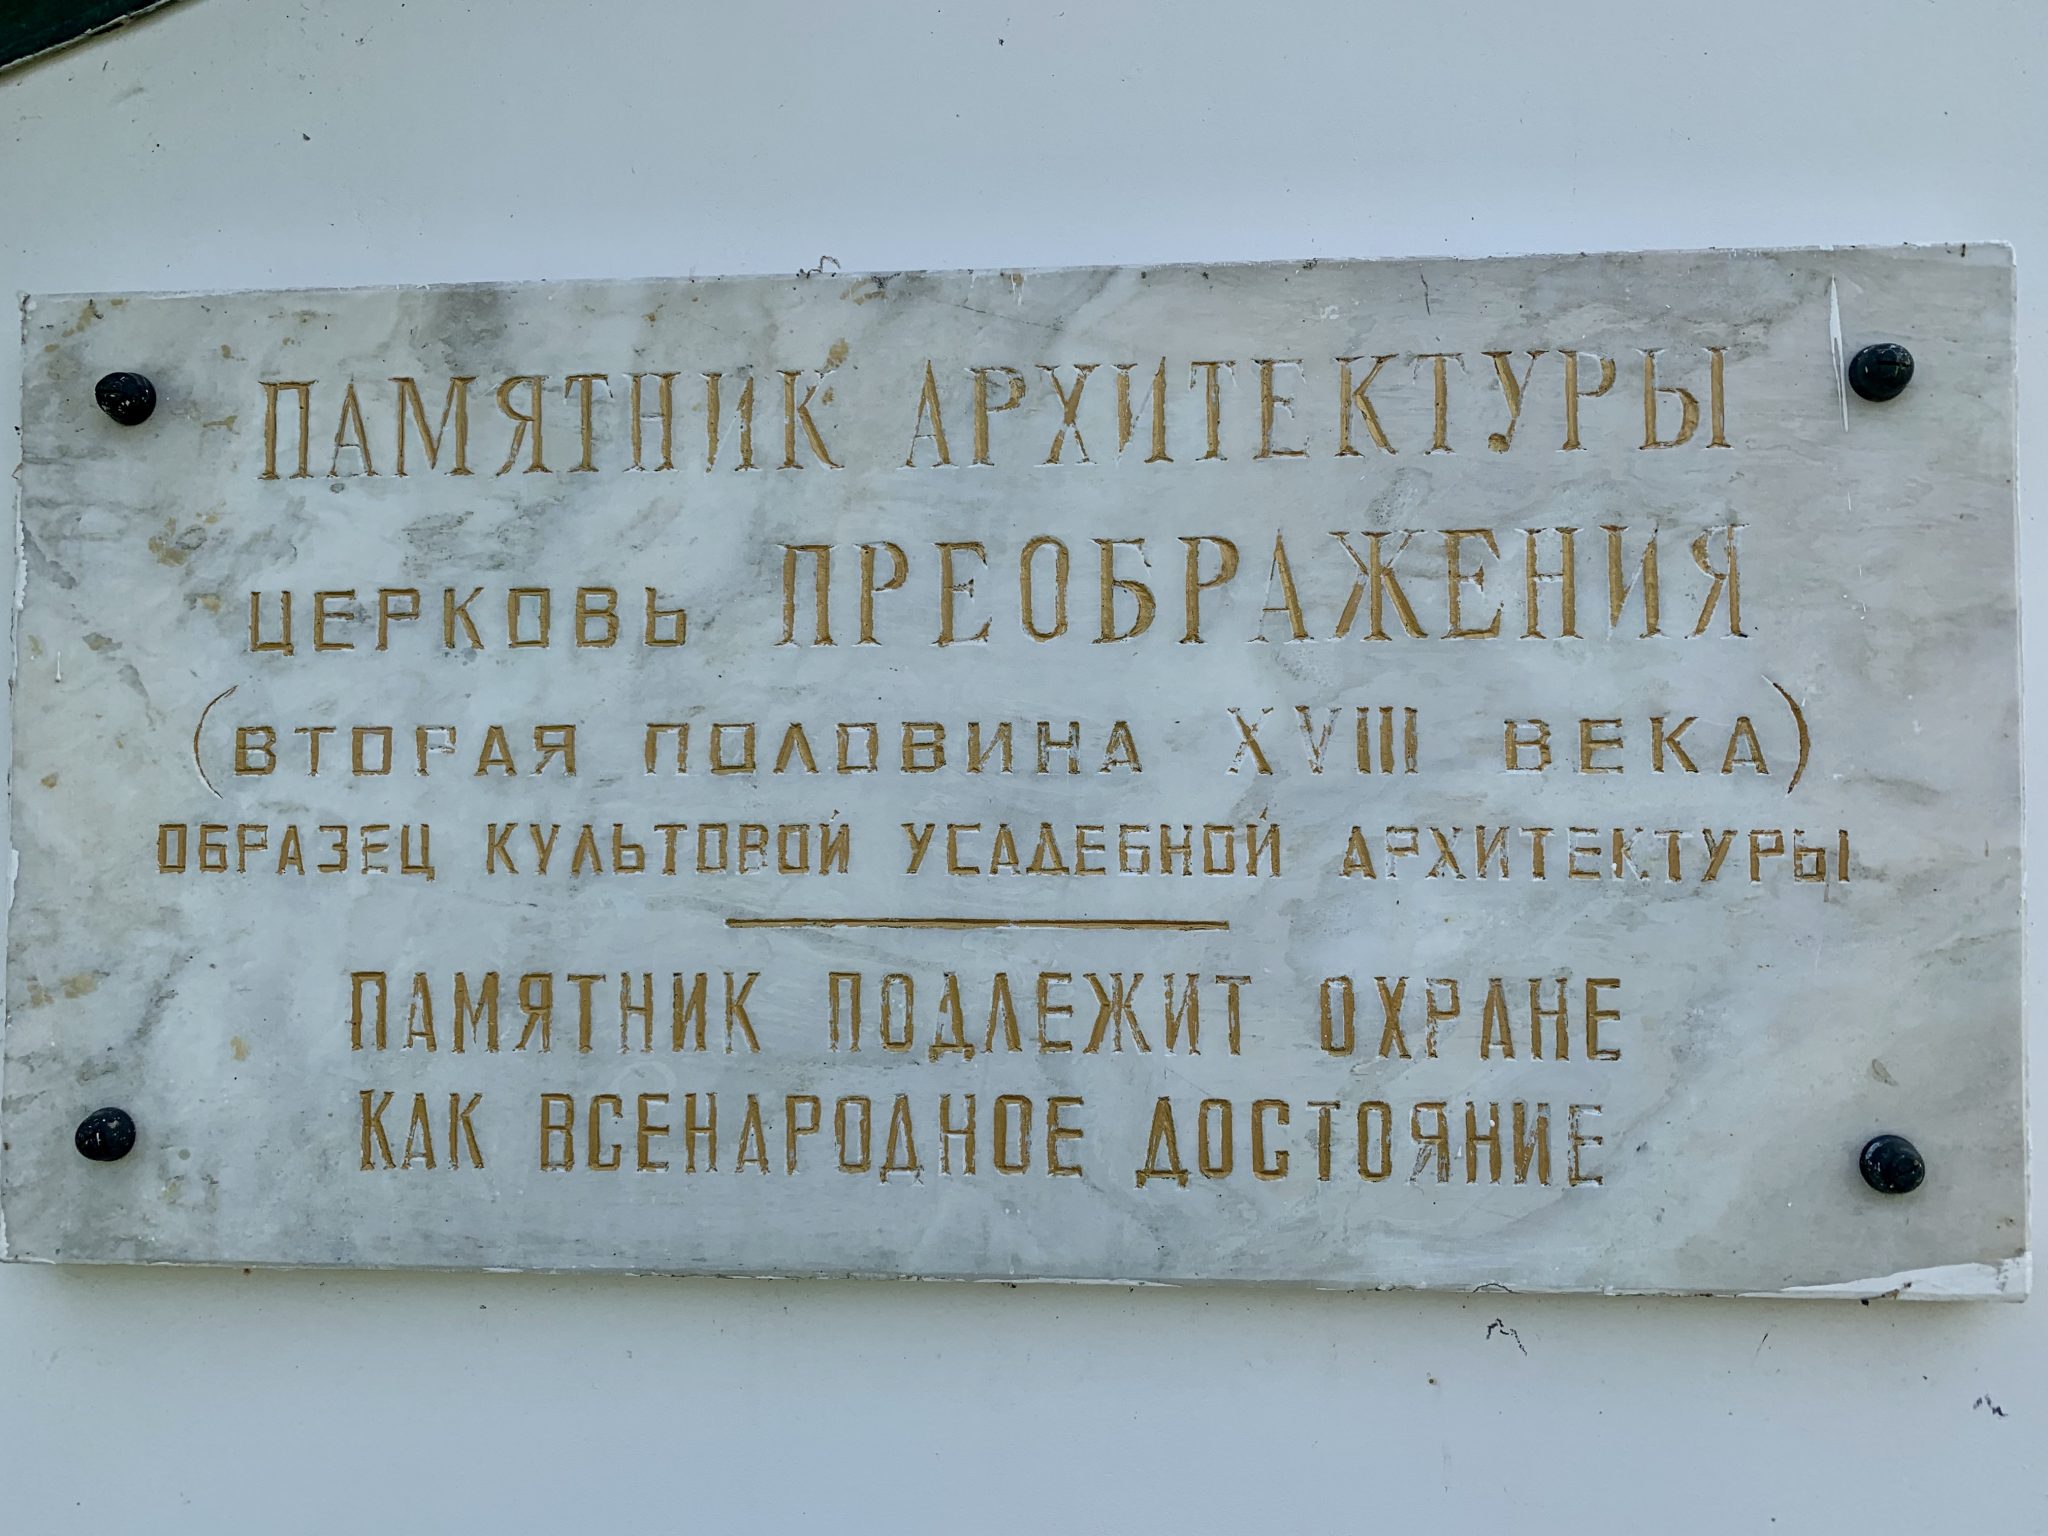 ПАМЯТНИК АРХИТЕКТУРЫ
ЦЕРКОВЬ ПРЕОБРАЖЕНИЯ
(ВТОРАЯ ПОЛОВИНА XVIII ВЕКА)
ОБРАЗЕЦ КУЛЬТОВОЙ УСАДЕБНОЙ АРХИТЕКТУРЫ
ПАМЯТНИК ПОДЛЕЖИТ ОХРАНЕ
КАК ВСЕНАРОДНОЕ ДОСТОЯНИЕ